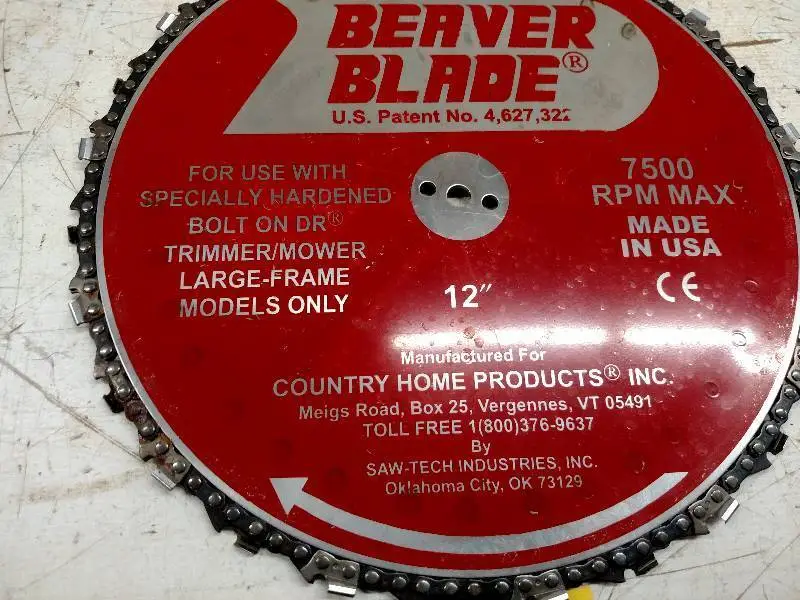 BEAVER
BLADE®
U.S. Patent No. 4,627,322
FOR USE WITH
SPECIALLY HARDENED
BOLT ON DR®
TRIMMER/MOWER
LARGE-FRAME
MODELS ONLY
7500
RPM MAX
MADE
IN USA
CE
12"
Manufactured For
COUNTRY HOME PRODUCTS® INC.
Meigs Road, Box 25, Vergennes, VT 05491
TOLL FREE 1(800)376-9637
By
SAW-TECH INDUSTRIES, INC.
Oklahoma City, OK 73129